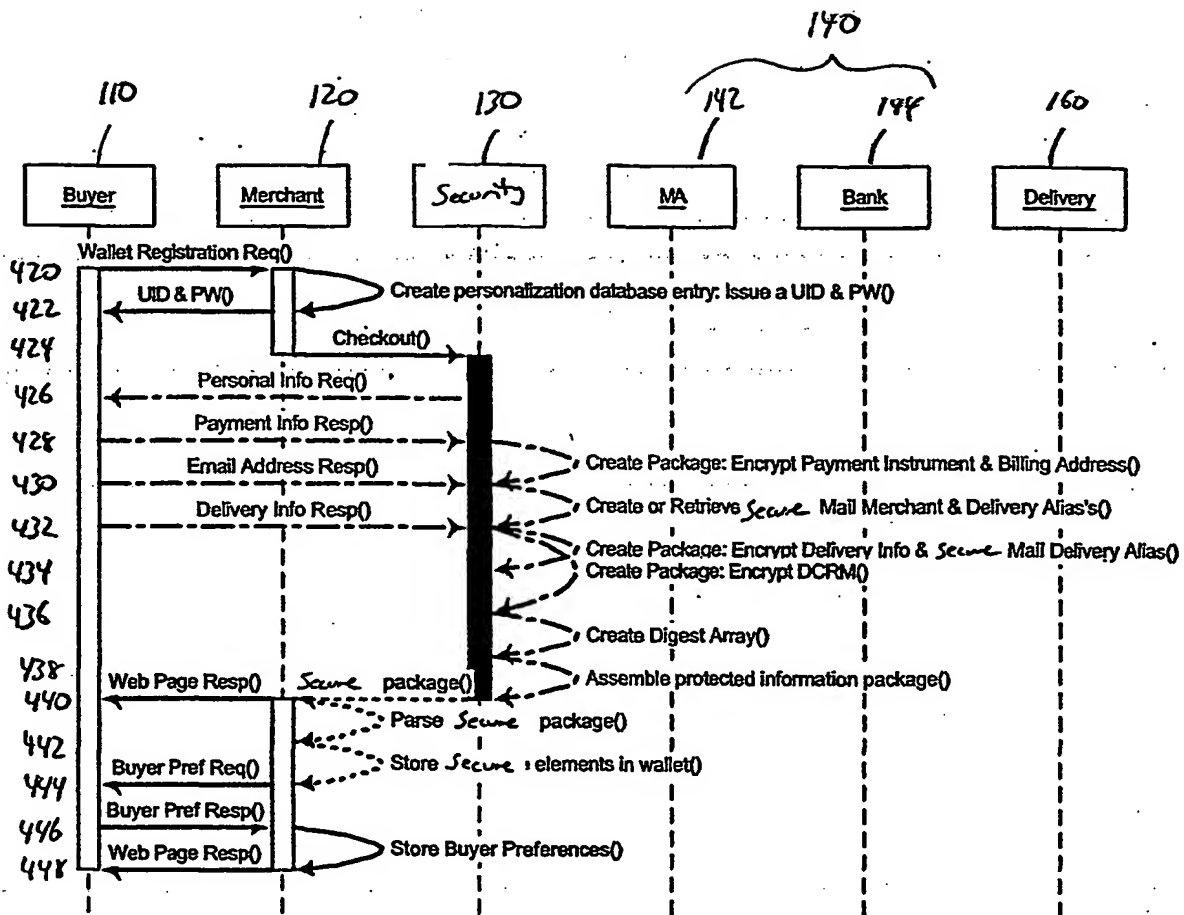 140
110 120 130 142 144 160
Buyer Merchant Security MA Bank Delivery
Wallet Registration Req()
420
UID & PW() Create personalization database entry: Issue a UID & PW()
422
Checkout()
424
Personal Info Req()
426
Payment Info Resp()
428
Create Package: Encrypt Payment Instrument & Billing Address()
Email Address Resp()
430
Create or Retrieve Secure Mail Merchant & Delivery Alias's()
Delivery Info Resp()
432
Create Package: Encrypt Delivery Info & Secure Mail Delivery Alias()
434 Create Package: Encrypt DCRM()
436
Create Digest Array()
438
Web Page Resp() Secure package() Assemble protected information package()
440
Parse Secure package()
442
Store Secure elements in wallet()
Buyer Pref Req()
444
Buyer Pref Resp()
446
Store Buyer Preferences()
Web Page Resp()
448